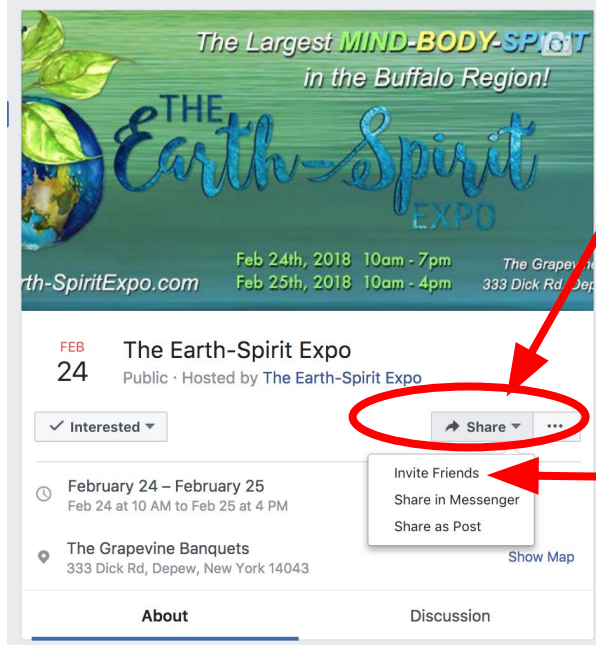 The Largest MIND-BODY-SPIRIT
in the Buffalo Region!
THE
Earth-Spirit
EXPO
Feb 24th, 2018 10am - 7pm
The Grapevine
rth-SpiritExpo.com
Feb 25th, 2018 10am - 4pm
333 Dick Rd, Dep
FEB
24
The Earth-Spirit Expo
Public · Hosted by The Earth-Spirit Expo
✓ Interested
Share
...
Invite Friends
Share in Messenger
Share as Post
February 24 – February 25
Feb 24 at 10 AM to Feb 25 at 4 PM
The Grapevine Banquets
333 Dick Rd, Depew, New York 14043
Show Map
About
Discussion